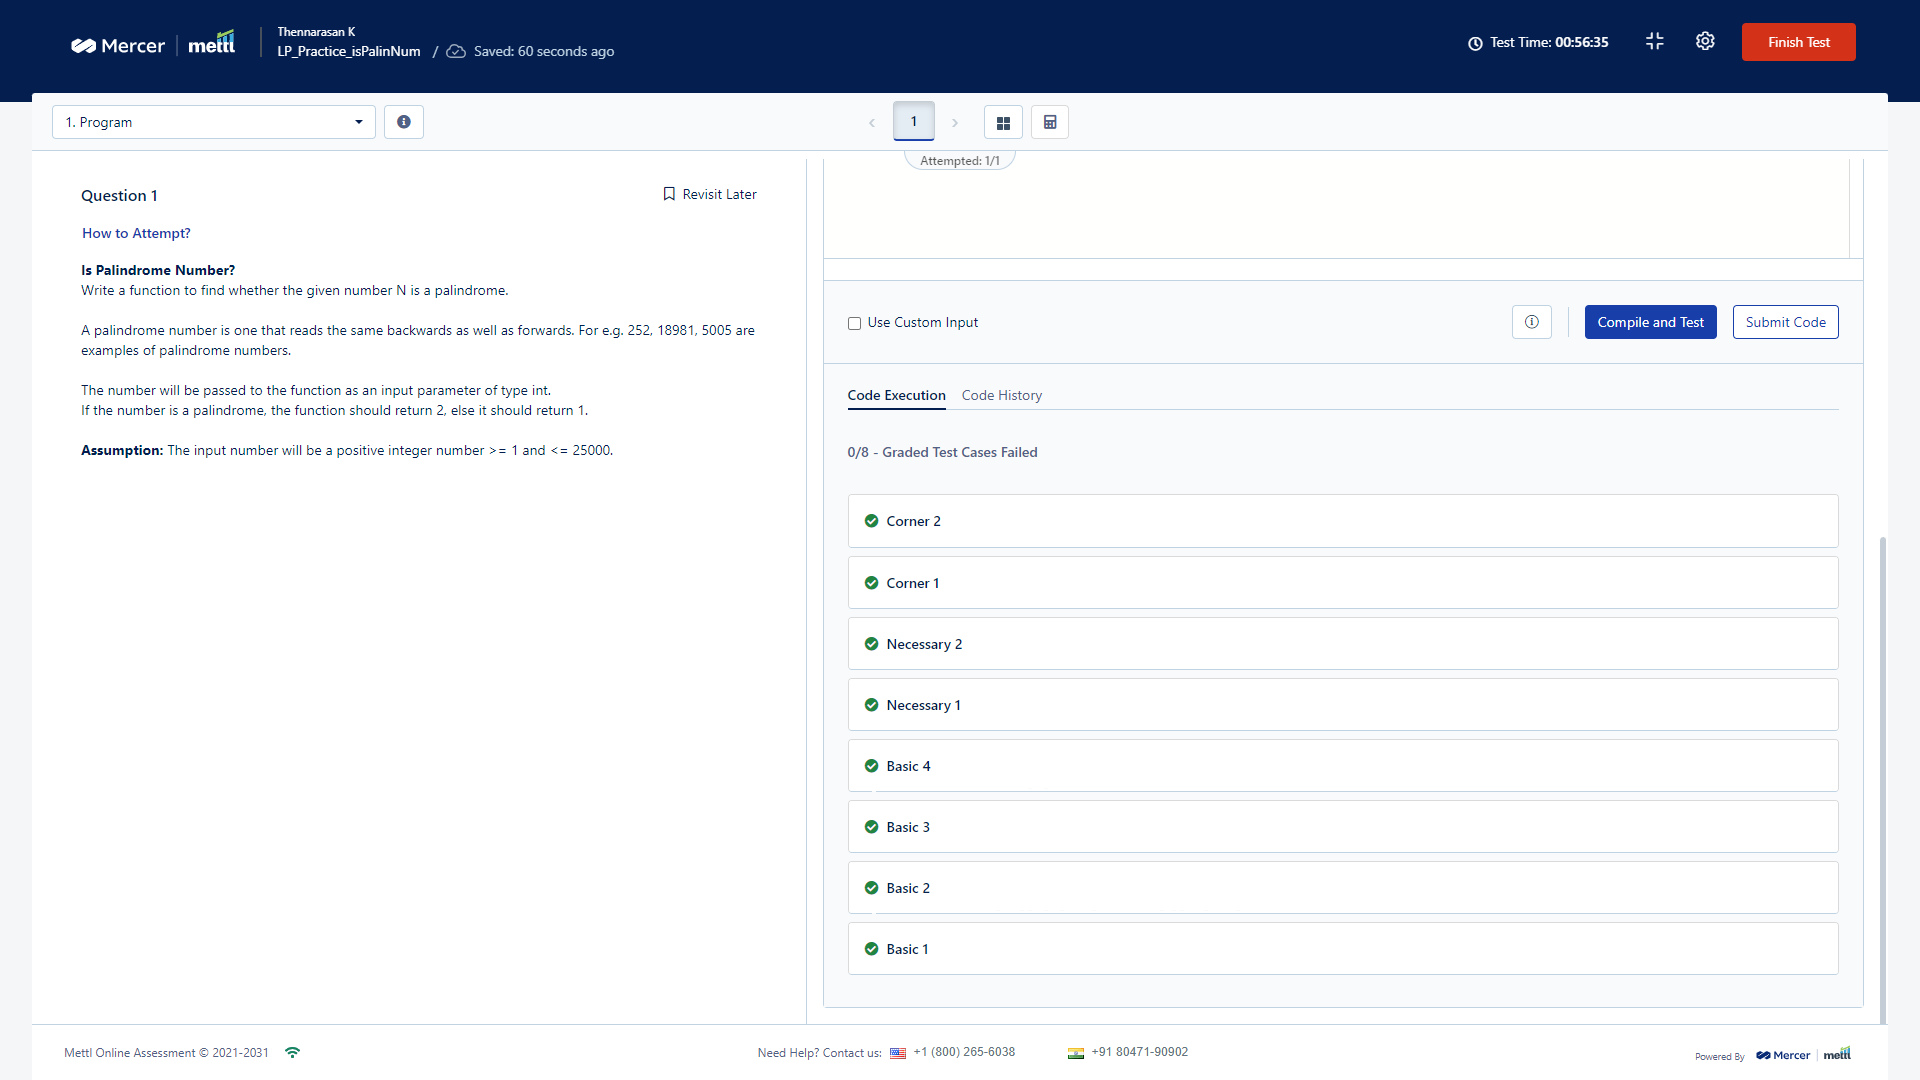 Mercer | mettl
Thennarasan K
LP_Practice_isPalinNum / Saved: 60 seconds ago
Test Time: 00:56:35
Finish Test
1. Program
1
Attempted: 1/1
Question 1
Revisit Later
How to Attempt?
Is Palindrome Number?
Write a function to find whether the given number N is a palindrome.
A palindrome number is one that reads the same backwards as well as forwards. For e.g. 252, 18981, 5005 are
examples of palindrome numbers.
The number will be passed to the function as an input parameter of type int.
If the number is a palindrome, the function should return 2, else it should return 1.
Assumption: The input number will be a positive integer number >= 1 and <= 25000.
Use Custom Input
Compile and Test
Submit Code
Code Execution
Code History
0/8 - Graded Test Cases Failed
Corner 2
Corner 1
Necessary 2
Necessary 1
Basic 4
Basic 3
Basic 2
Basic 1
Mettl Online Assessment © 2021-2031
Need Help? Contact us: +1 (800) 265-6038
+91 80471-90902
Powered By Mercer | mettl